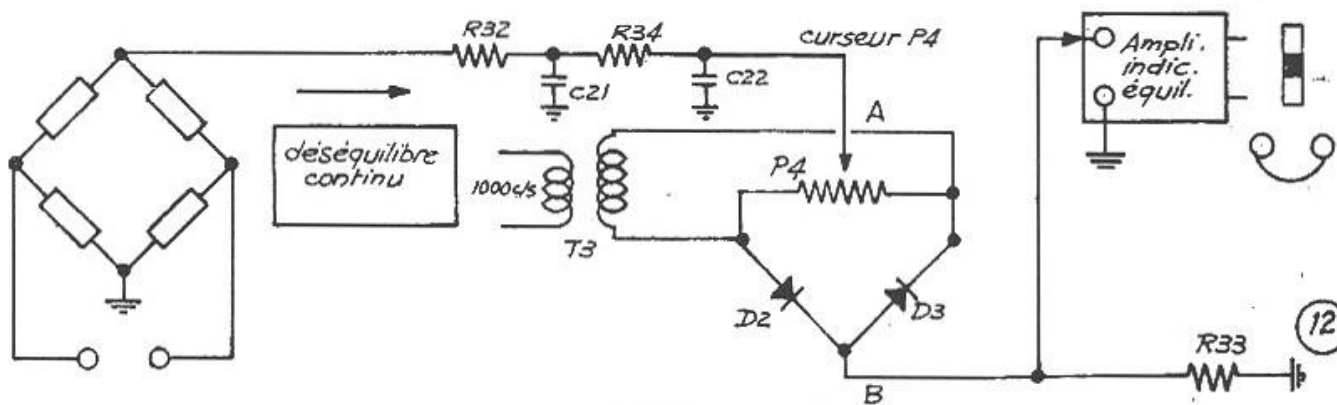 R32
R34
curseur P4
C21
C22
Ampli.
indic.
équil.
déséquilibre
continu
1000c/s
T3
A
P4
D2
D3
B
R33
12